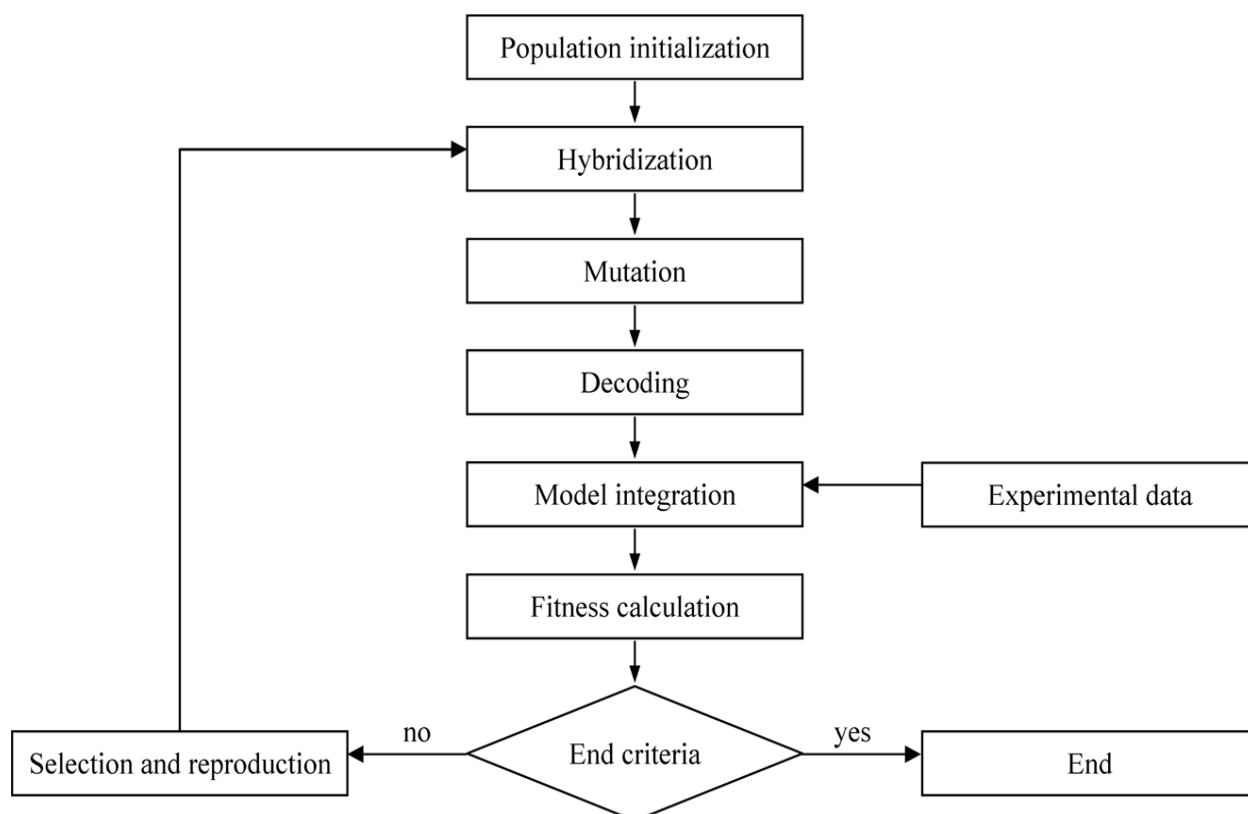 Population initialization
Hybridization
Mutation
Decoding
Model integration
Experimental data
Fitness calculation
no
yes
Selection and reproduction
End criteria
End